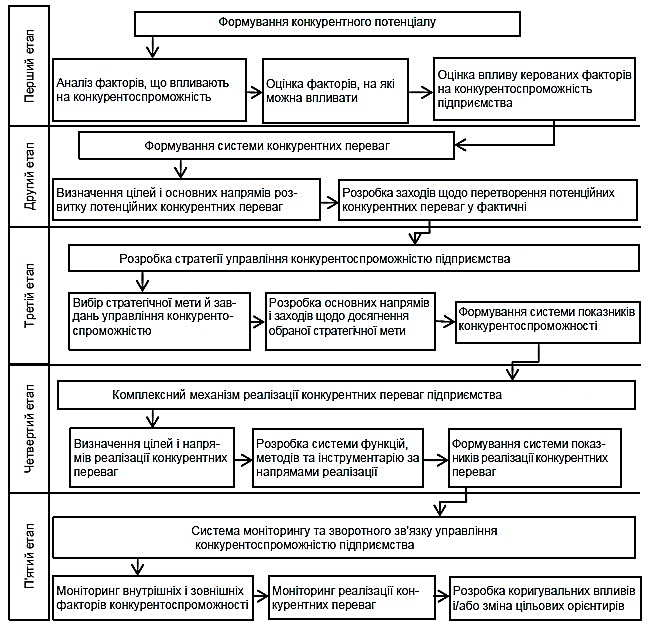 Перший етап
Формування конкурентного потенціалу
Аналіз факторів, що впливають
на конкурентоспроможність
Оцінка факторів, на які
можна впливати
Оцінка впливу керованих факторів
на конкурентоспроможність
підприємства
Другий етап
Формування системи конкурентних переваг
Визначення цілей і основних напрямів роз-
витку потенційних конкурентних переваг
Розробка заходів щодо перетворення потенційних
конкурентних переваг у фактичні
Третій етап
Розробка стратегії управління конкурентоспроможністю підприємства
Вибір стратегічної мети й зав-
дань управління конкуренто-
спроможністю
Розробка основних напрямів
і заходів щодо досягнення
обраної стратегічної мети
Формування системи показників
конкурентоспроможності
Четвертий етап
Комплексний механізм реалізації конкурентних переваг підприємства
Визначення цілей і напря-
мів реалізації конкурентних
переваг
Розробка системи функцій,
методів та інструментарію за
напрямами реалізації
Формування системи показ-
ників реалізації конкурентних
переваг
П'ятий етап
Система моніторингу та зворотного зв'язку управління
конкурентоспроможністю підприємства
Моніторинг внутрішніх і зовнішніх
факторів конкурентоспроможності
Моніторинг реалізації кон-
курентних переваг
Розробка коригувальних впливів
і/або зміна цільових орієнтирів